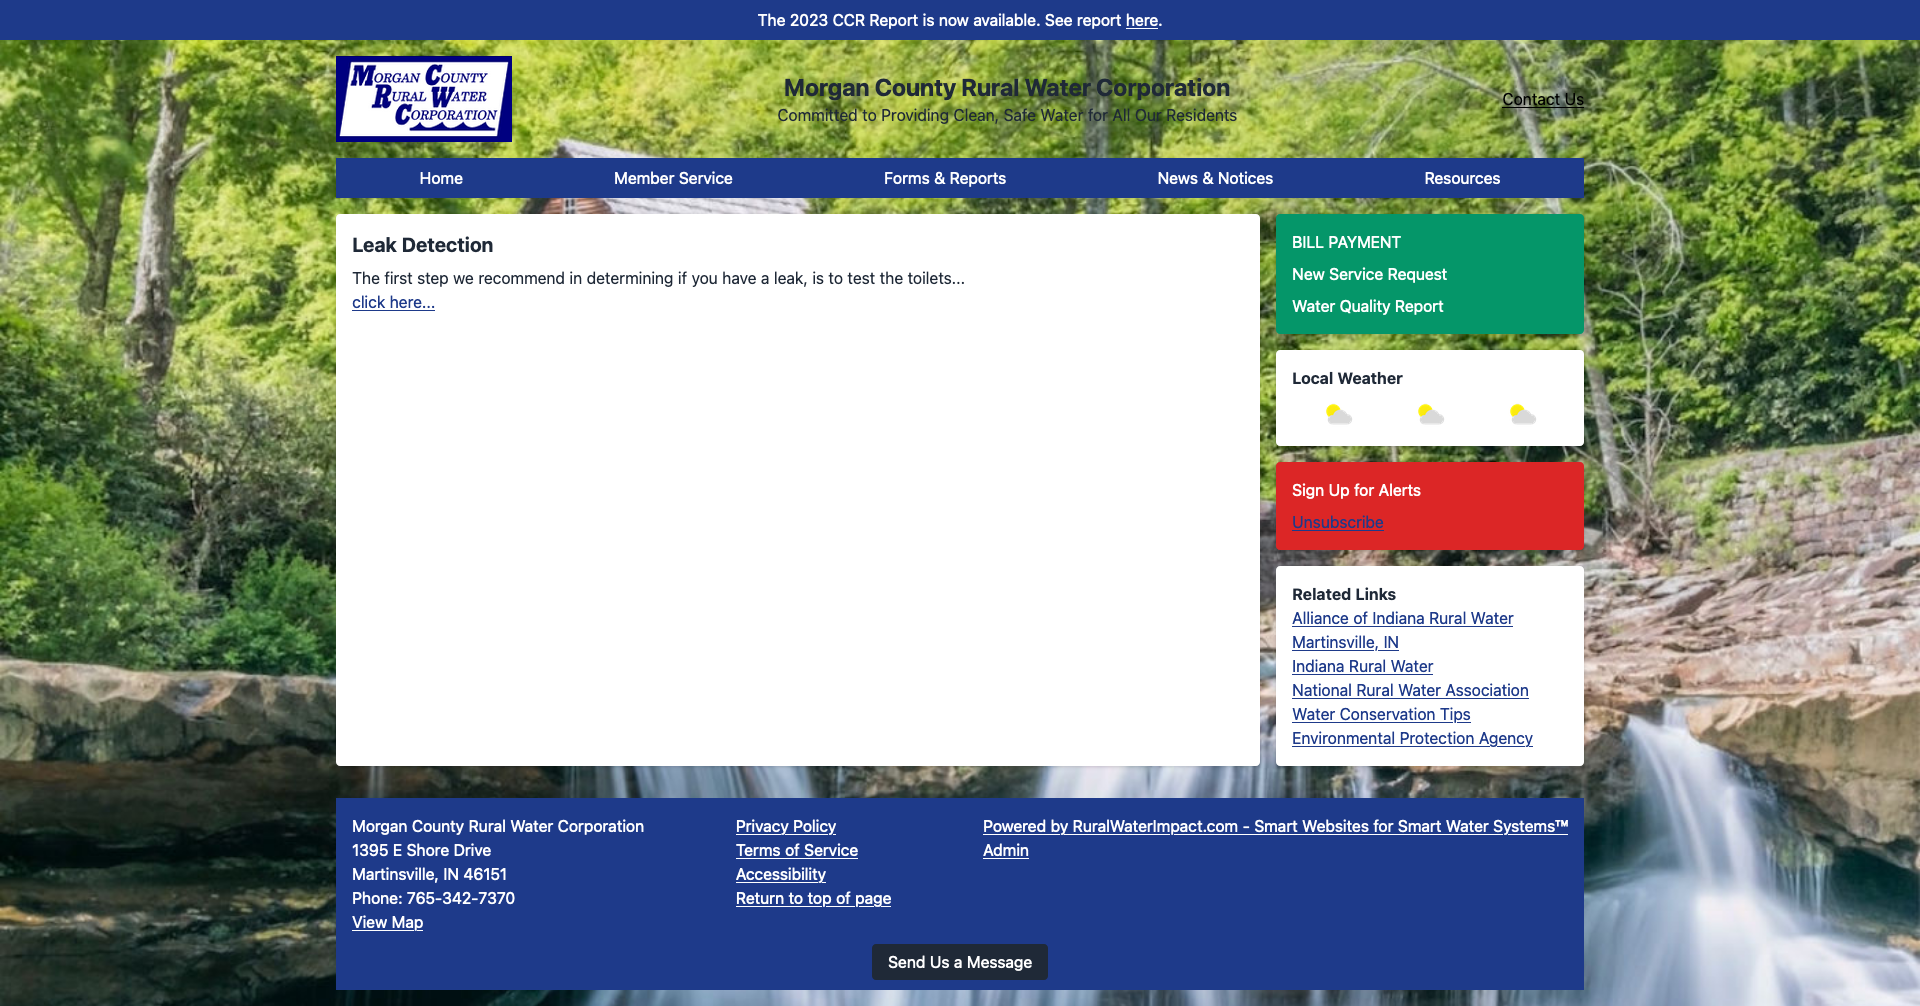 The 2023 CCR Report is now available. See report here.
MORGAN COUNTY
RURAL WATER
CORPORATION
Morgan County Rural Water Corporation
Committed to Providing Clean, Safe Water for All Our Residents
Contact Us
Home
Member Service
Forms & Reports
News & Notices
Resources
Leak Detection
The first step we recommend in determining if you have a leak, is to test the toilets...
click here...
BILL PAYMENT
New Service Request
Water Quality Report
Local Weather
Sign Up for Alerts
Unsubscribe
Related Links
Alliance of Indiana Rural Water
Martinsville, IN
Indiana Rural Water
National Rural Water Association
Water Conservation Tips
Environmental Protection Agency
Morgan County Rural Water Corporation
1395 E Shore Drive
Martinsville, IN 46151
Phone: 765-342-7370
View Map
Privacy Policy
Terms of Service
Accessibility
Return to top of page
Powered by RuralWaterImpact.com - Smart Websites for Smart Water Systems™
Admin
Send Us a Message